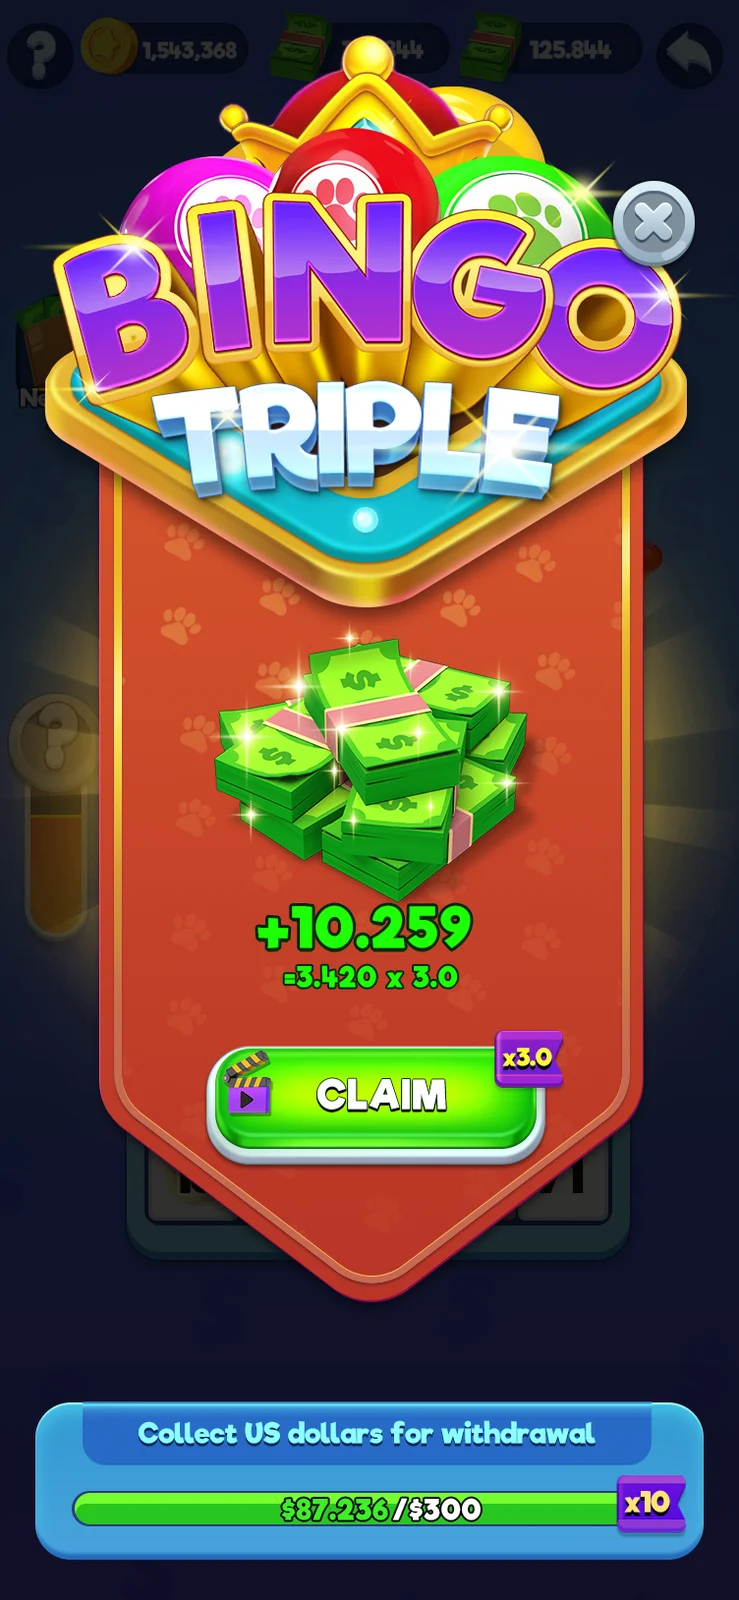 1,543,368
125.844
BINGO
TRIPLE
+10.259
=3.420 x 3.0
x3.0
CLAIM
Collect US dollars for withdrawal
$87.236/$300
x10